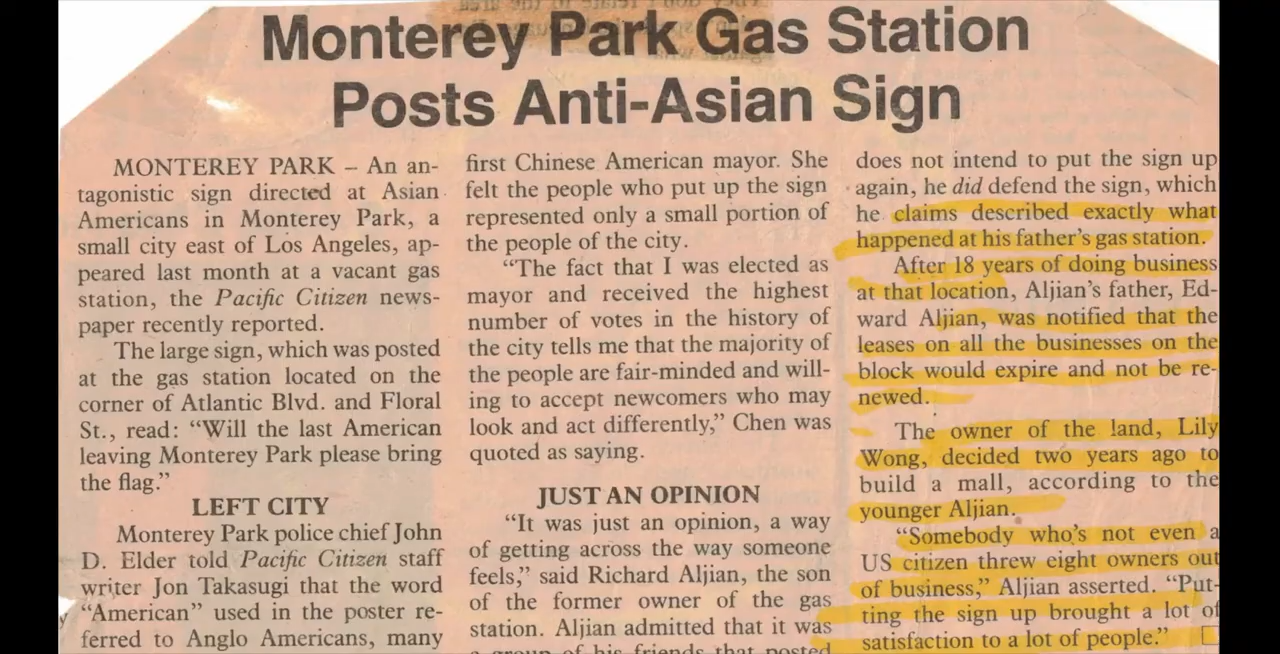 Monterey Park Gas Station
Posts Anti-Asian Sign
MONTEREY PARK – An an-
tagonistic sign directed at Asian
Americans in Monterey Park, a
small city east of Los Angeles, ap-
peared last month at a vacant gas
station, the Pacific Citizen news-
paper recently reported.
The large sign, which was posted
at the gas station located on the
corner of Atlantic Blvd. and Floral
St., read: “Will the last American
leaving Monterey Park please bring
the flag.”
LEFT CITY
Monterey Park police chief John
D. Elder told Pacific Citizen staff
writer Jon Takasugi that the word
“American” used in the poster re-
ferred to Anglo Americans, many
first Chinese American mayor. She
felt the people who put up the sign
represented only a small portion of
the people of the city.
“The fact that I was elected as
mayor and received the highest
number of votes in the history of
the city tells me that the majority of
the people are fair-minded and will-
ing to accept newcomers who may
look and act differently,” Chen was
quoted as saying.
JUST AN OPINION
“It was just an opinion, a way
of getting across the way someone
feels,” said Richard Aljian, the son
of the former owner of the gas
station. Aljian admitted that it was
a group of his friends that posted
does not intend to put the sign up
again, he did defend the sign, which
he claims described exactly what
happened at his father’s gas station.
After 18 years of doing business
at that location, Aljian’s father, Ed-
ward Aljian, was notified that the
leases on all the businesses on the
block would expire and not be re-
newed.
The owner of the land, Lily
Wong, decided two years ago to
build a mall, according to the
younger Aljian.
“Somebody who’s not even a
US citizen threw eight owners out
of business,” Aljian asserted. “Put-
ting the sign up brought a lot of
satisfaction to a lot of people.”